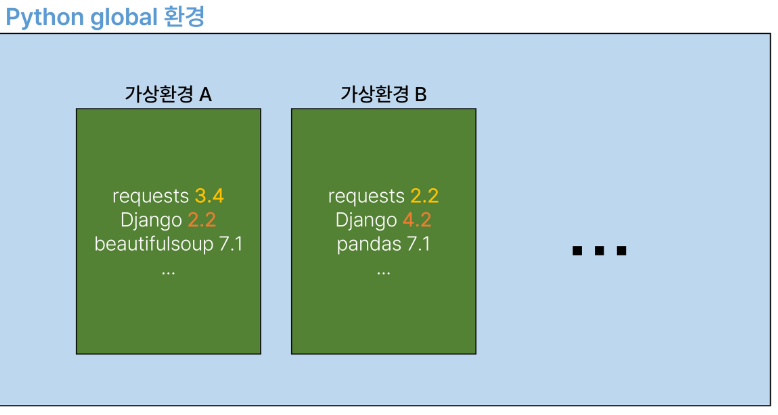 Python global 환경
가상환경 A
requests 3.4
Django 2.2
beautifulsoup 7.1
...
가상환경 B
requests 2.2
Django 4.2
pandas 7.1
...
...